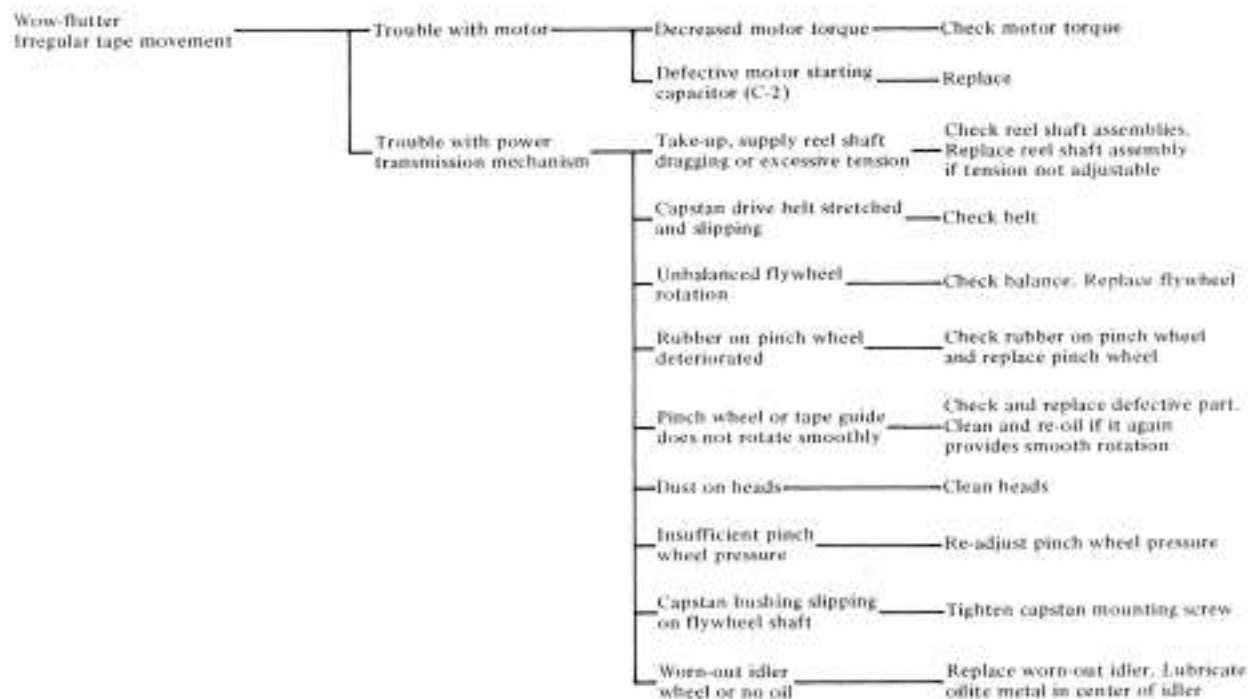 Wow-flutter
Irregular tape movement
Trouble with motor
Decreased motor torque
Check motor torque
Defective motor starting
capacitor (C-2)
Replace
Trouble with power
transmission mechanism
Take-up, supply reel shaft
dragging or excessive tension
Check reel shaft assemblies.
Replace reel shaft assembly
if tension not adjustable
Capstan drive belt stretched
and slipping
Check belt
Unbalanced flywheel
rotation
Check balance. Replace flywheel
Rubber on pinch wheel
deteriorated
Check rubber on pinch wheel
and replace pinch wheel
Pinch wheel or tape guide
does not rotate smoothly
Check and replace defective part.
Clean and re-oil if it again
provides smooth rotation
Dust on heads
Clean heads
Insufficient pinch
wheel pressure
Re-adjust pinch wheel pressure
Capstan bushing slipping
on flywheel shaft
Tighten capstan mounting screw
Worn-out idler
wheel or no oil
Replace worn-out idler. Lubricate
oilite metal in center of idler